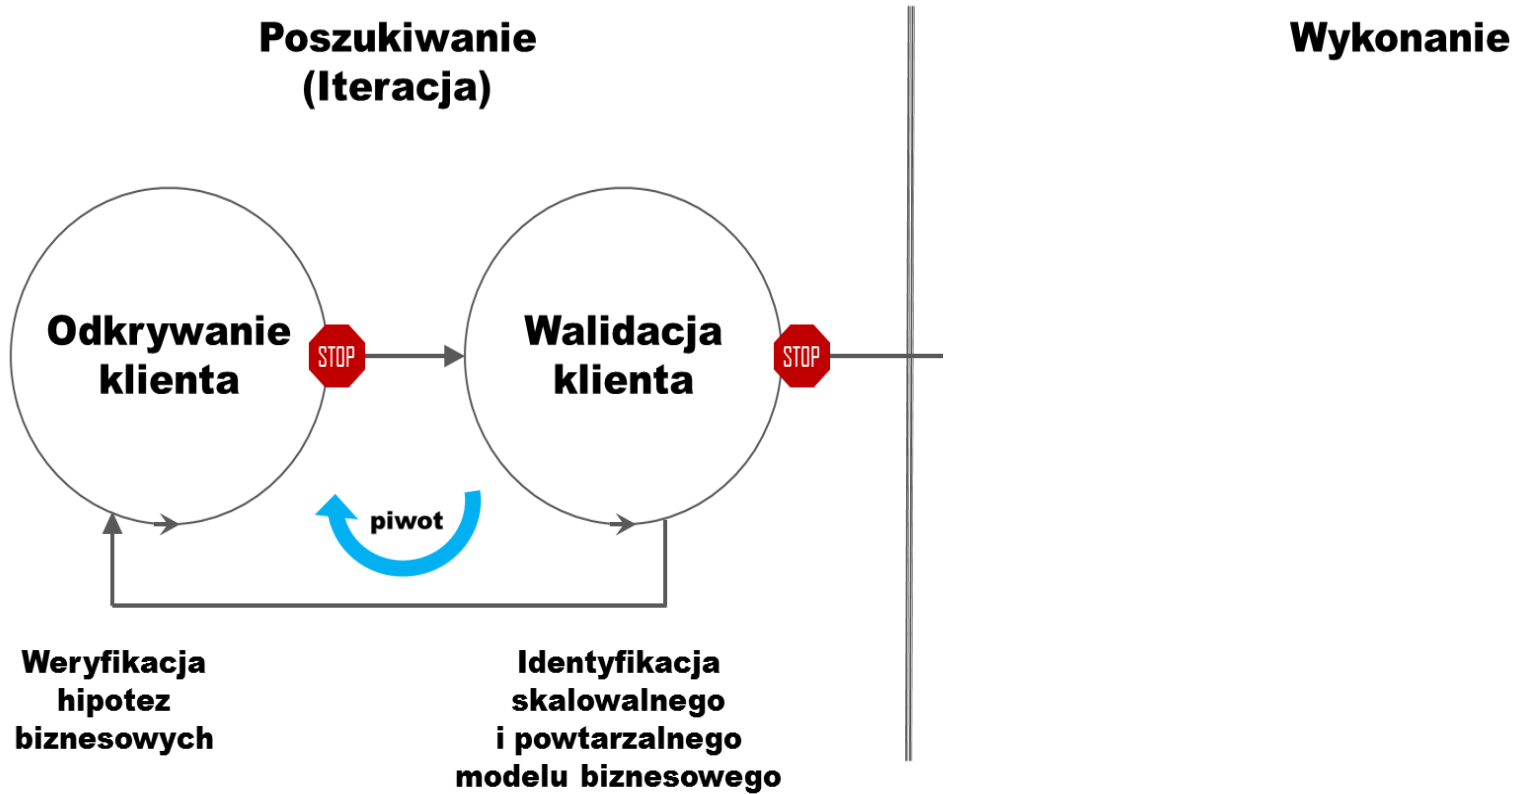 Poszukiwanie
(Iteracja)
Wykonanie
Odkrywanie
klienta
STOP
Walidacja
klienta
STOP
piwot
Weryfikacja
hipotez
biznesowych
Identyfikacja
skalowalnego
i powtarzalnego
modelu biznesowego